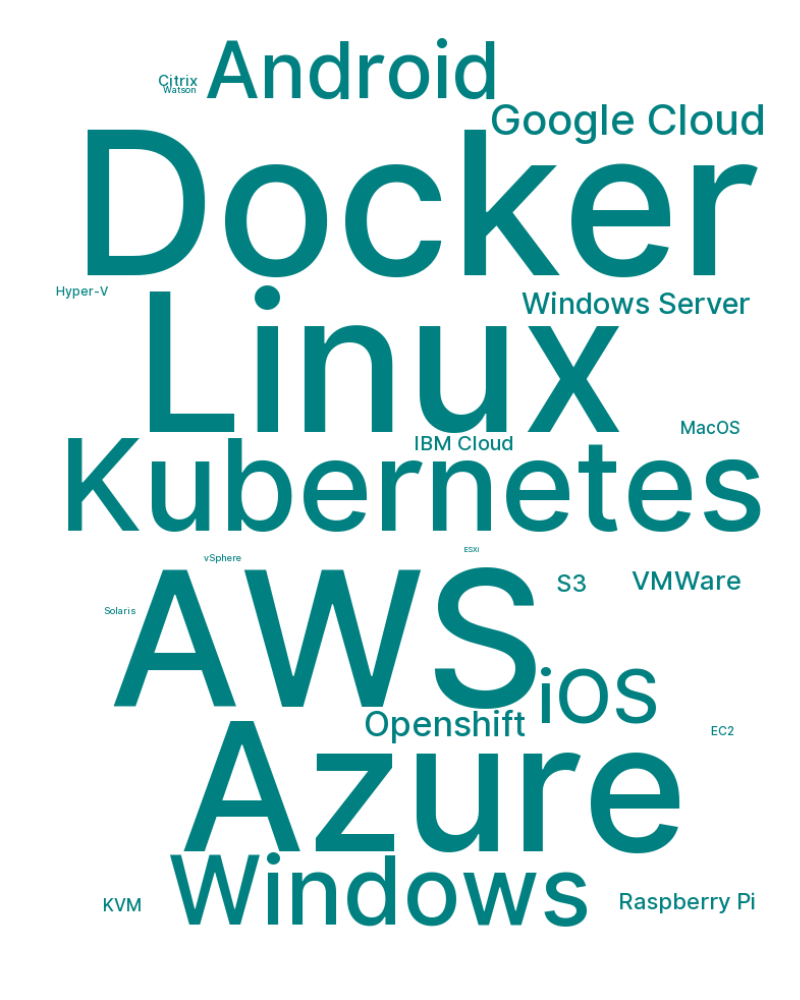 Android
Citrix
Watson
Google Cloud
Docker
Hyper-V
Windows Server
Linux
MacOS
IBM Cloud
Kubernetes
ESXi
vSphere
AWS
S3
VMWare
Solaris
iOS
Openshift
EC2
Azure
Windows
KVM
Raspberry Pi